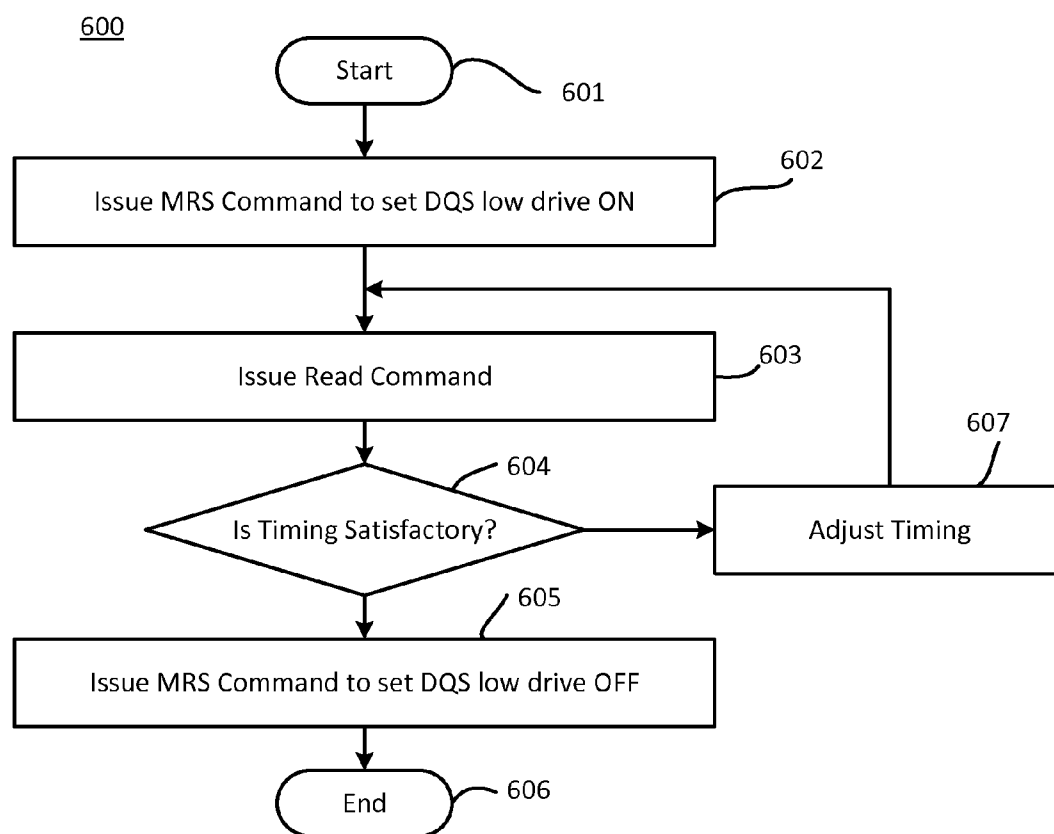 600
Start
601
602
Issue MRS Command to set DQS low drive ON
603
Issue Read Command
607
604
Is Timing Satisfactory?
Adjust Timing
605
Issue MRS Command to set DQS low drive OFF
End
606